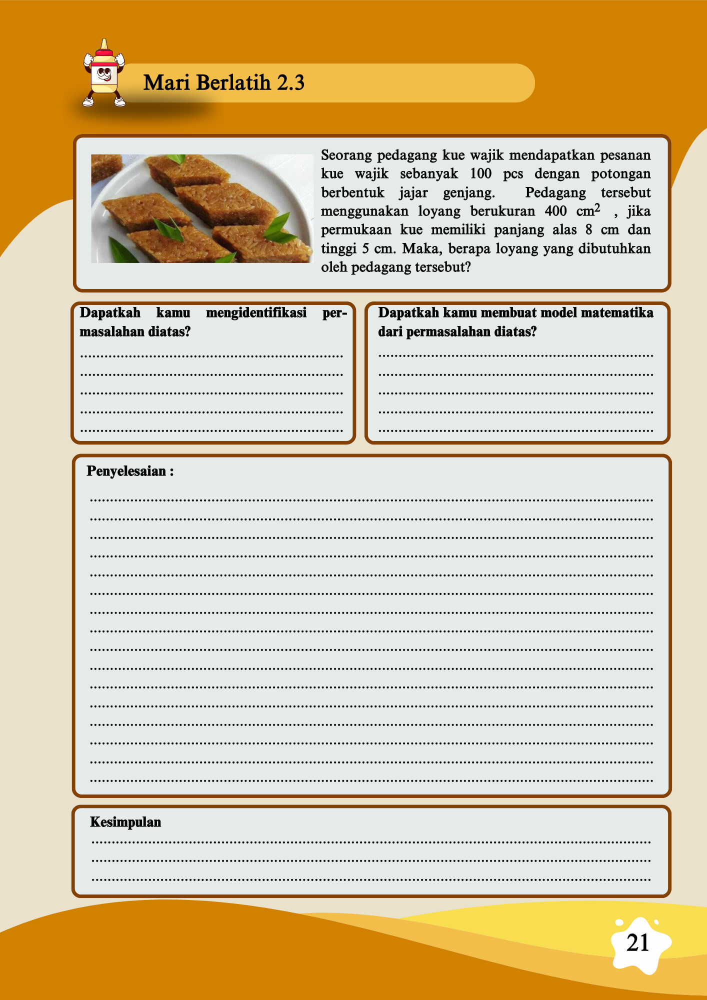 Mari Berlatih 2.3
Seorang pedagang kue wajik mendapatkan pesanan
kue wajik sebanyak 100 pcs dengan potongan
berbentuk jajar genjang. Pedagang tersebut
menggunakan loyang berukuran 400 cm² , jika
permukaan kue memiliki panjang alas 8 cm dan
tinggi 5 cm. Maka, berapa loyang yang dibutuhkan
oleh pedagang tersebut?
Dapatkah kamu mengidentifikasi per-
masalahan diatas?
Dapatkah kamu membuat model matematika
dari permasalahan diatas?
Penyelesaian :
Kesimpulan
21